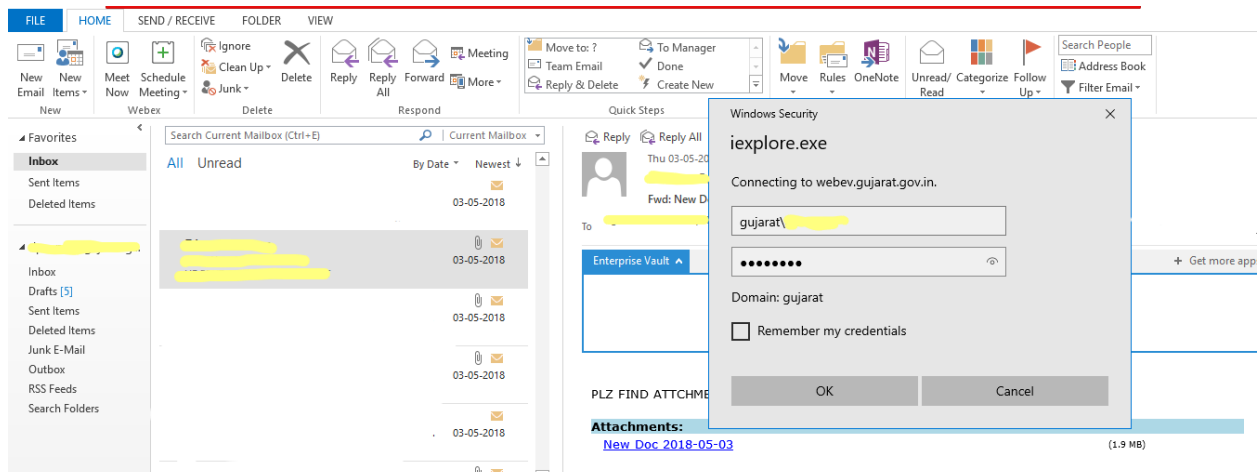 FILE HOME SEND / RECEIVE FOLDER VIEW
New Email
New Items
Meet Now
Schedule Meeting
Ignore
Clean Up
Junk
Delete
Reply
Reply All
Forward
Meeting
More
Move to: ?
Team Email
Reply & Delete
To Manager
Done
Create New
Move
Rules
OneNote
Unread/ Read
Categorize
Follow Up
Search People
Address Book
Filter Email
New Webex Delete Respond Quick Steps
Favorites
Inbox
Sent Items
Deleted Items
Inbox
Drafts [5]
Sent Items
Deleted Items
Junk E-Mail
Outbox
RSS Feeds
Search Folders
Search Current Mailbox (Ctrl+E) Current Mailbox
All Unread By Date Newest
03-05-2018
03-05-2018
03-05-2018
03-05-2018
03-05-2018
Reply Reply All
Thu 03-05-20
Fwd: New D
To
Enterprise Vault
+ Get more app
Windows Security
iexplore.exe
Connecting to webev.gujarat.gov.in.
gujarat\
Domain: gujarat
Remember my credentials
OK Cancel
PLZ FIND ATTCHME
Attachments:
New Doc 2018-05-03 (1.9 MB)